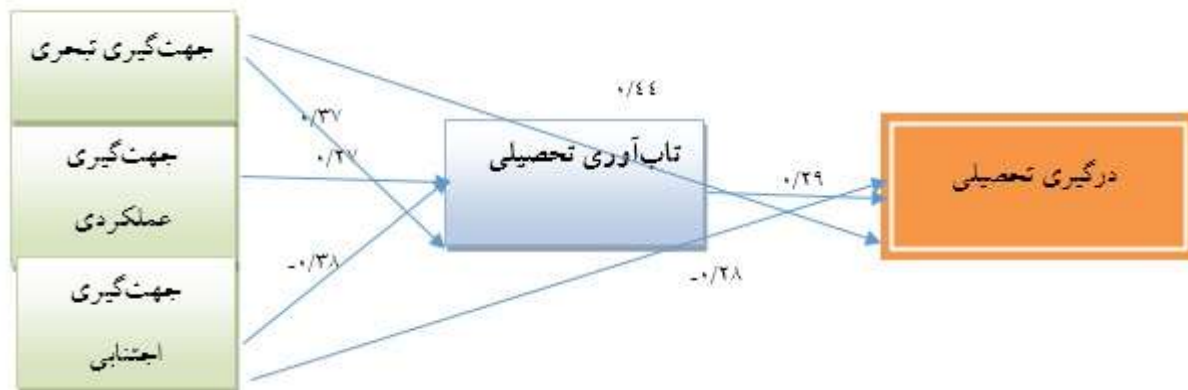 جهت‌گیری تبحری
۰/۴٤
۰/۳۷
جهت‌گیری
عملکردی
۰/۲۷
تاب‌آوری تحصیلی
۰/۲۹
درگیری تحصیلی
-۰/۳۸
-۰/۲۸
جهت‌گیری
اجتنابی